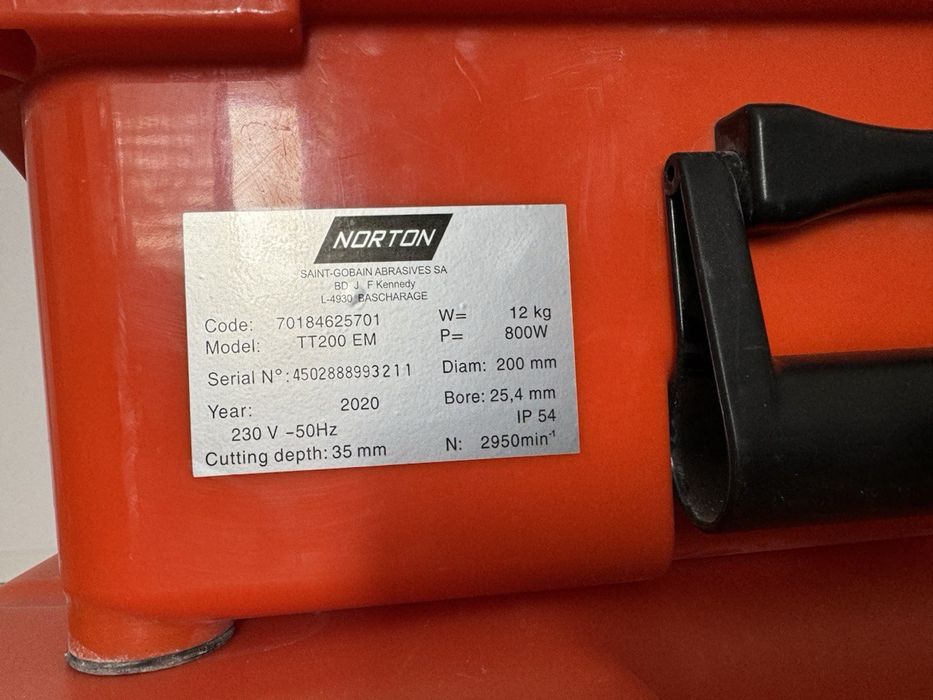 NORTON
SAINT-GOBAIN ABRASIVES SA
BD J F Kennedy
L-4930 BASCHARAGE
Code: 70184625701
W= 12 kg
Model: TT200 EM
P= 800W
Serial N°: 4502888993211
Diam: 200 mm
Year: 2020
Bore: 25,4 mm
230 V ~50Hz
IP 54
Cutting depth: 35 mm
N: 2950min-1